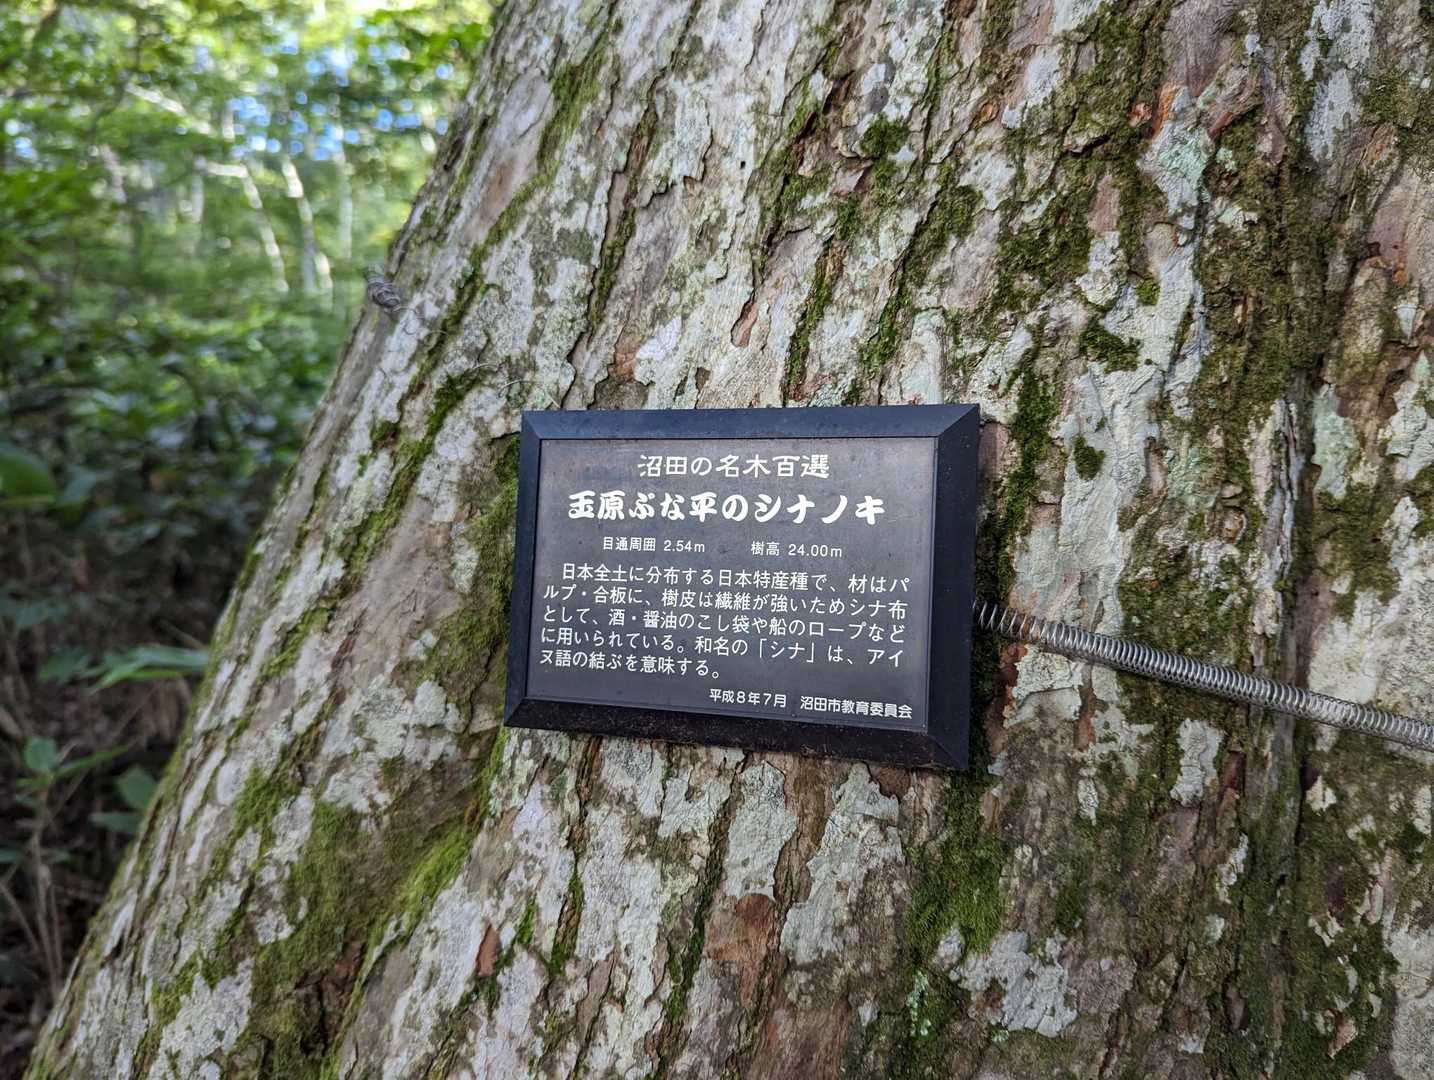 沼田の名木百選
玉原ぶな平のシナノキ
目通周囲 2.54m 樹高 24.00m
日本全土に分布する日本特産種で、材はパ
ルプ・合板に、樹皮は繊維が強いためシナ布
として、酒・醤油のこし袋や船のロープなど
に用いられている。和名の「シナ」は、アイ
ヌ語の結ぶを意味する。
平成8年7月 沼田市教育委員会